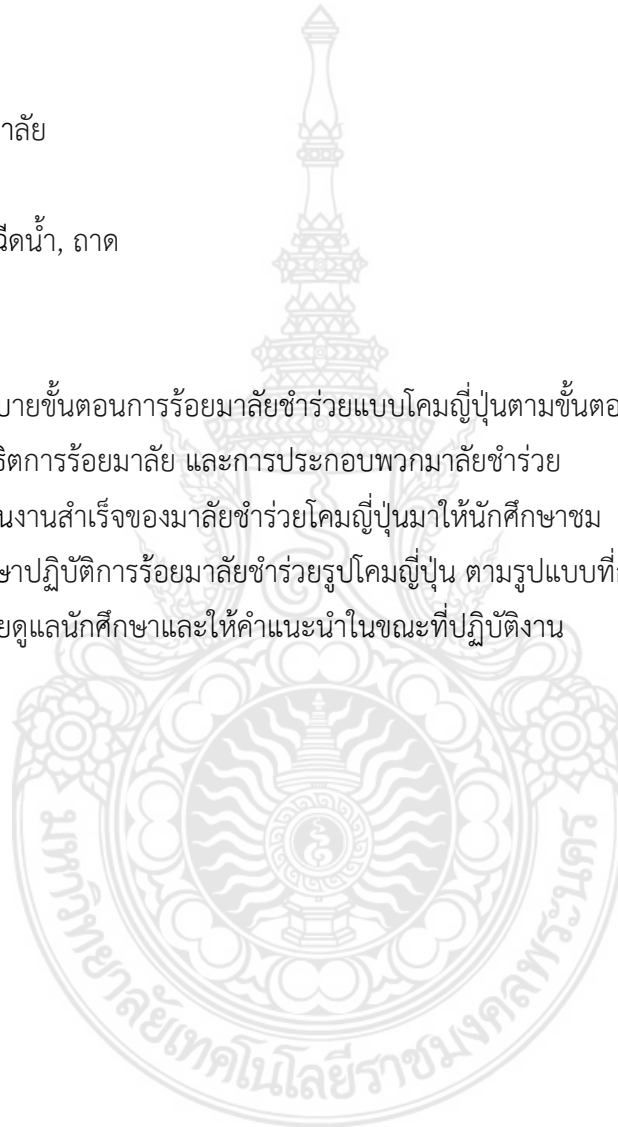 าลัย
ฉีดน้ำ, ถาด
บายขั้นตอนการร้อยมาลัยชำร่วยแบบโคมญี่ปุ่นตามขั้นตอ
ธิตการร้อยมาลัย และการประกอบพวกมาลัยชำร่วย
นงานสำเร็จของมาลัยชำร่วยโคมญี่ปุ่นมาให้นักศึกษาชม
ษาปฏิบัติการร้อยมาลัยชำร่วยรูปโคมญี่ปุ่น ตามรูปแบบที่
ยดูแลนักศึกษาและให้คำแนะนำในขณะที่ปฏิบัติงาน
มหาวิทยาลัยเทคโนโลยีราชมงคลพระนคร